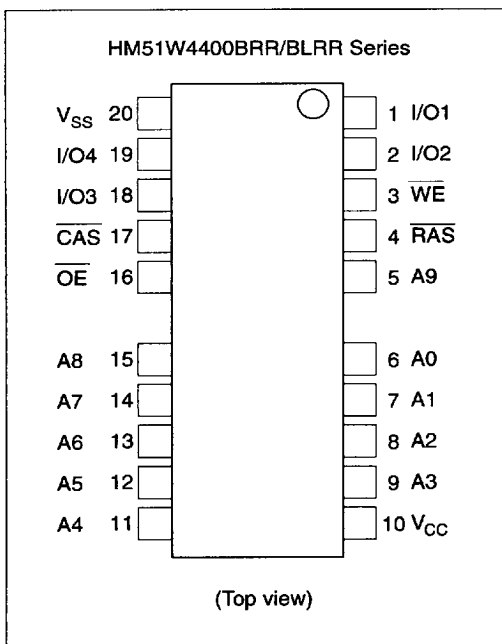 HM51W4400BRR/BLRR Series
VSS 20 1 I/O1
I/O4 19 2 I/O2
I/O3 18 3 WE
CAS 17 4 RAS
OE 16 5 A9
A8 15 6 A0
A7 14 7 A1
A6 13 8 A2
A5 12 9 A3
A4 11 10 VCC
(Top view)